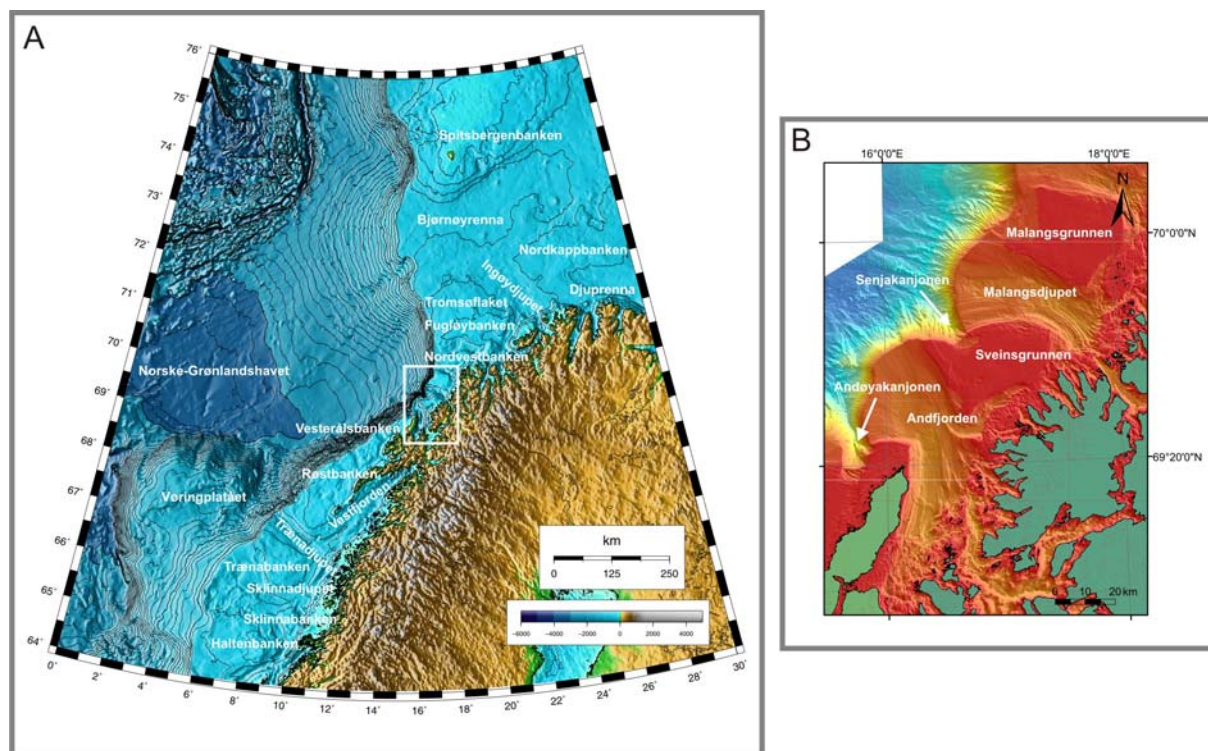 A
76°
75°
74°
73°
72°
71°
70°
69°
68°
67°
66°
65°
64°
0°
2°
4°
6°
8°
10°
12°
14°
16°
18°
20°
22°
24°
26°
28°
30°
Spitsbergenbanken
Bjørnøyrenna
Nordkappbanken
Ingøydjupet
Djuprenna
Tromsøflaket
Fugløybanken
Nordvestbanken
Norske-Grønlandshavet
Vesterålsbanken
Røstbanken
Vøringplatået
Vestfjorden
Trænadjupet
Trænabanken
Sklinnadjupet
Sklinnabanken
Haltenbanken
km
0 125 250
-6000 -4000 -2000 0 2000 4000
B
16°0'0"E 18°0'0"E
N
Malangsgrunnen
70°0'0"N
Senjakanjonen
Malangsdjupet
Sveinsgrunnen
Andøyakanjonen
Andfjorden
69°20'0"N
10 20 km